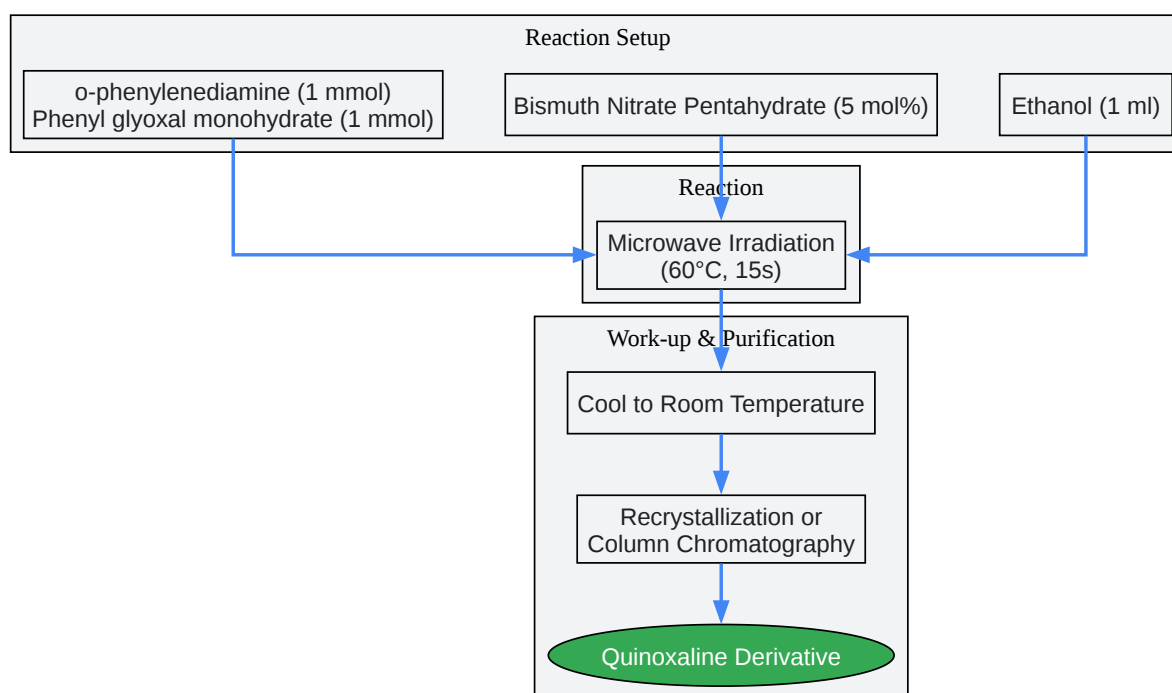 Reaction Setup
o-phenylenediamine (1 mmol)
Phenyl glyoxal monohydrate (1 mmol)
Bismuth Nitrate Pentahydrate (5 mol%)
Ethanol (1 ml)
Reaction
Microwave Irradiation
(60°C, 15s)
Work-up & Purification
Cool to Room Temperature
Recrystallization or
Column Chromatography
Quinoxaline Derivative